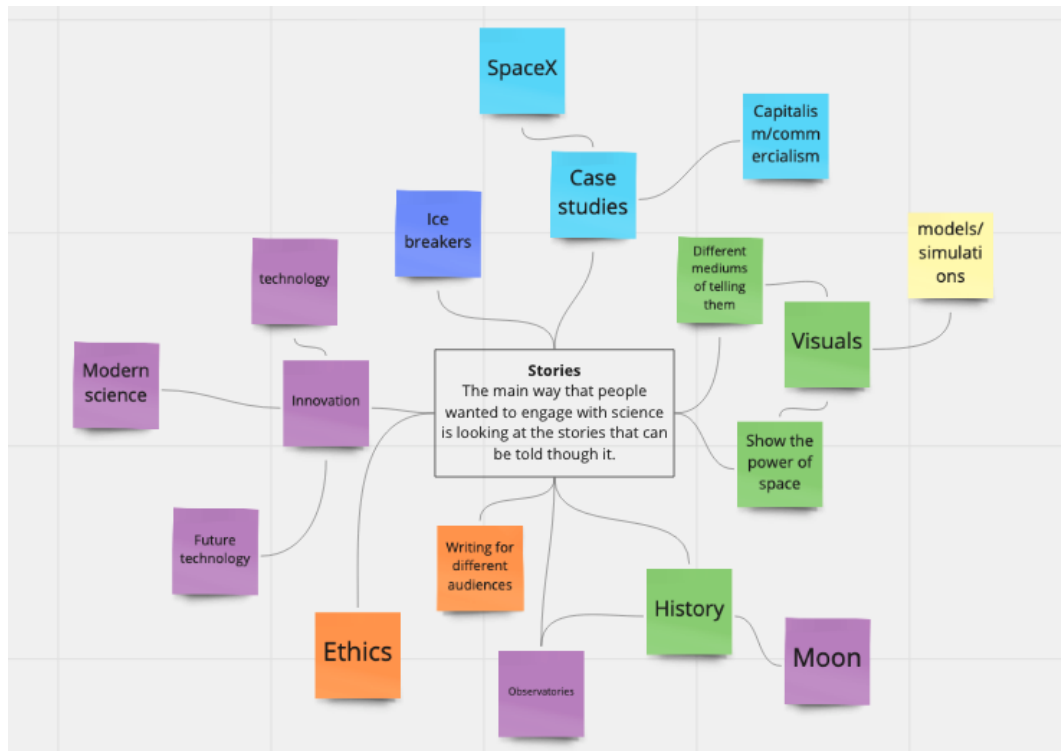 SpaceX
Capitalis
m/comm
ercialism
Case
studies
Ice
breakers
models/
simulati
ons
Different
mediums
of telling
them
technology
Visuals
Modern
science
Innovation
Stories
The main way that people
wanted to engage with science
is looking at the stories that can
be told though it.
Show the
power of
space
Future
technology
Writing for
different
audiences
History
Ethics
Moon
Observatories